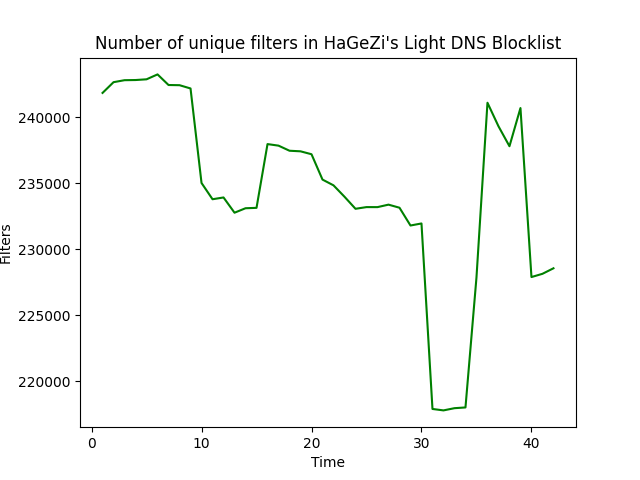 Number of unique filters in HaGeZi's Light DNS Blocklist
240000
235000
230000
225000
220000
Filters
0 10 20 30 40
Time